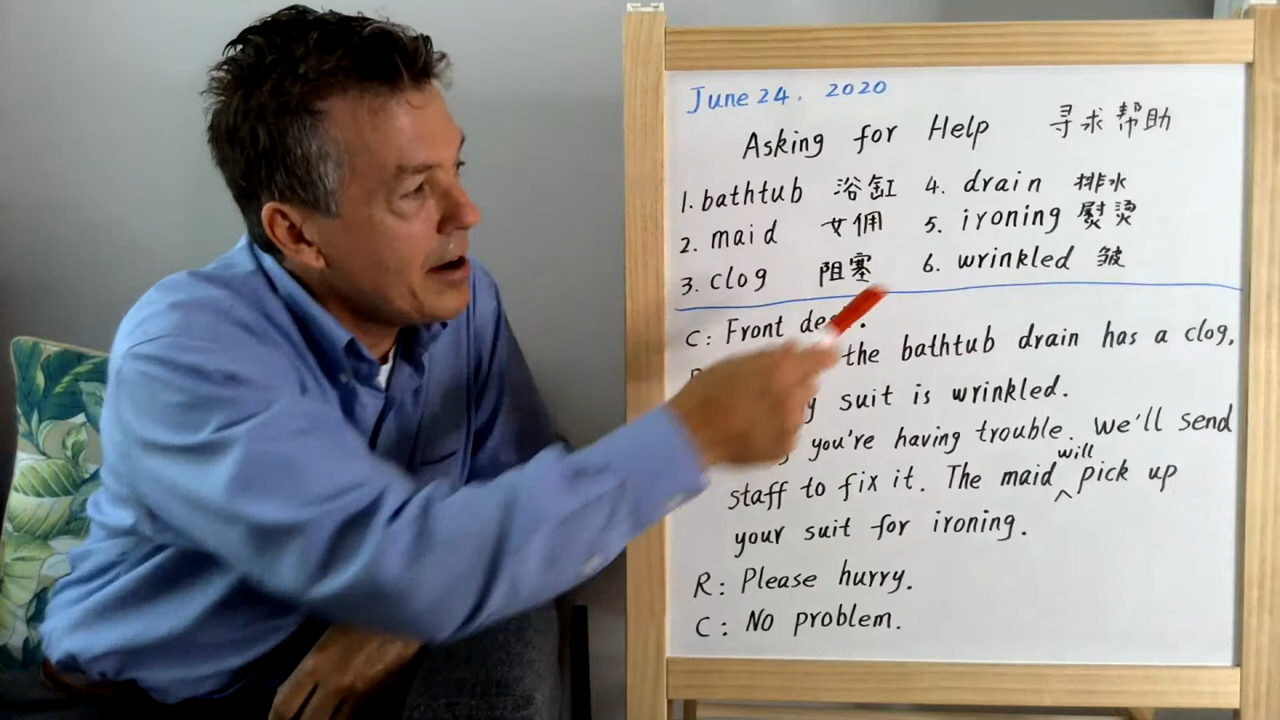 June 24, 2020
Asking for Help 寻求帮助
1. bathtub 浴缸 4. drain 排水
2. maid 女佣 5. ironing 熨烫
3. clog 阻塞 6. wrinkled 皱
C: Front
the bathtub drain has a clog,
suit is wrinkled.
you're having trouble. We'll send
staff to fix it. The maid will pick up
your suit for ironing.
R: Please hurry.
C: No problem.